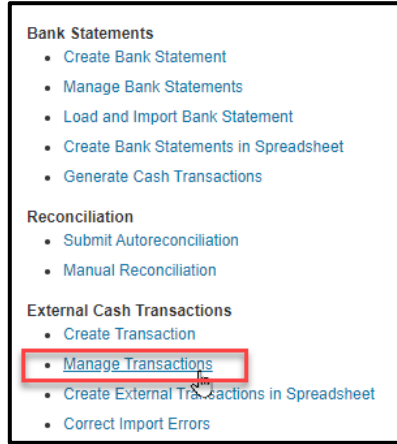 Bank Statements
Create Bank Statement
Manage Bank Statements
Load and Import Bank Statement
Create Bank Statements in Spreadsheet
Generate Cash Transactions
Reconciliation
Submit Autoreconciliation
Manual Reconciliation
External Cash Transactions
Create Transaction
Manage Transactions
Create External Transactions in Spreadsheet
Correct Import Errors